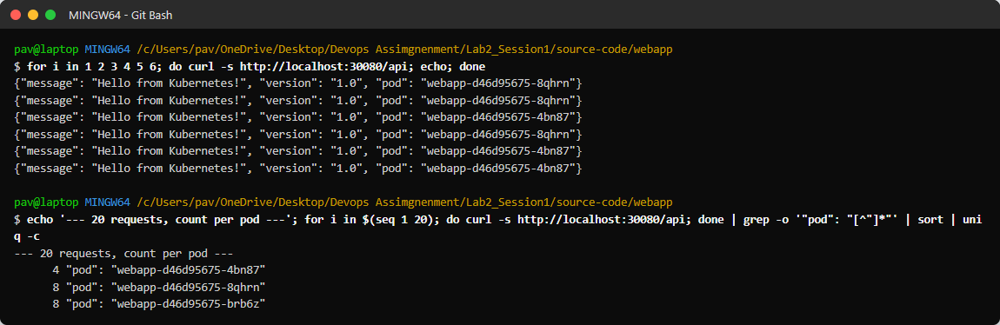 MINGW64 - Git Bash
pav@laptop MINGW64 /c/Users/pav/OneDrive/Desktop/Devops Assimgnenment/Lab2_Session1/source-code/webapp
$ for i in 1 2 3 4 5 6; do curl -s http://localhost:30080/api; echo; done
{"message": "Hello from Kubernetes!", "version": "1.0", "pod": "webapp-d46d95675-8qhrn"}
{"message": "Hello from Kubernetes!", "version": "1.0", "pod": "webapp-d46d95675-8qhrn"}
{"message": "Hello from Kubernetes!", "version": "1.0", "pod": "webapp-d46d95675-4bn87"}
{"message": "Hello from Kubernetes!", "version": "1.0", "pod": "webapp-d46d95675-8qhrn"}
{"message": "Hello from Kubernetes!", "version": "1.0", "pod": "webapp-d46d95675-4bn87"}
{"message": "Hello from Kubernetes!", "version": "1.0", "pod": "webapp-d46d95675-4bn87"}
pav@laptop MINGW64 /c/Users/pav/OneDrive/Desktop/Devops Assimgnenment/Lab2_Session1/source-code/webapp
$ echo '--- 20 requests, count per pod ---'; for i in $(seq 1 20); do curl -s http://localhost:30080/api; done | grep -o '"pod": "[^"]*"' | sort | uni
q -c
--- 20 requests, count per pod ---
4 "pod": "webapp-d46d95675-4bn87"
8 "pod": "webapp-d46d95675-8qhrn"
8 "pod": "webapp-d46d95675-brb6z"